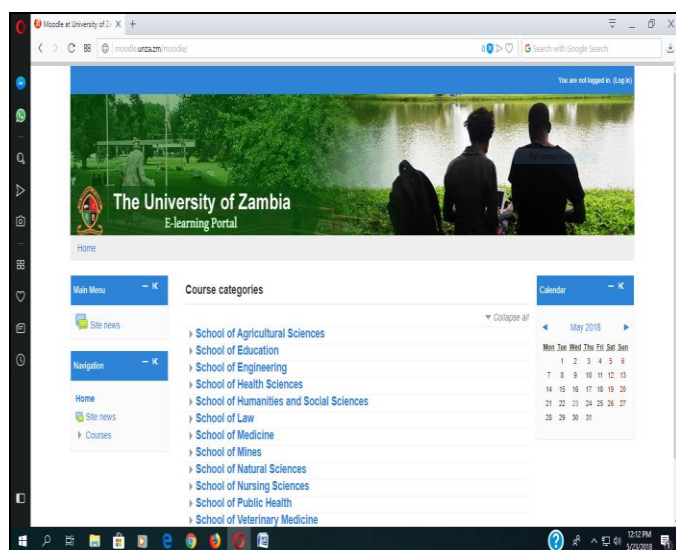 Moodle at University of Z
moodle.unza.zm/moodle/
Search with Google Search
You are not logged in. (Log in)
The University of Zambia
E-learning Portal
Home
Main Menu
Site news
Navigation
Home
Site news
Courses
Course categories
Collapse all
School of Agricultural Sciences
School of Education
School of Engineering
School of Health Sciences
School of Humanities and Social Sciences
School of Law
School of Medicine
School of Mines
School of Natural Sciences
School of Nursing Sciences
School of Public Health
School of Veterinary Medicine
Calendar
May 2018
Mon Tue Wed Thu Fri Sat Sun
1 2 3 4 5 6
7 8 9 10 11 12 13
14 15 16 17 18 19 20
21 22 23 24 25 26 27
28 29 30 31
12:12 PM
5/23/2018